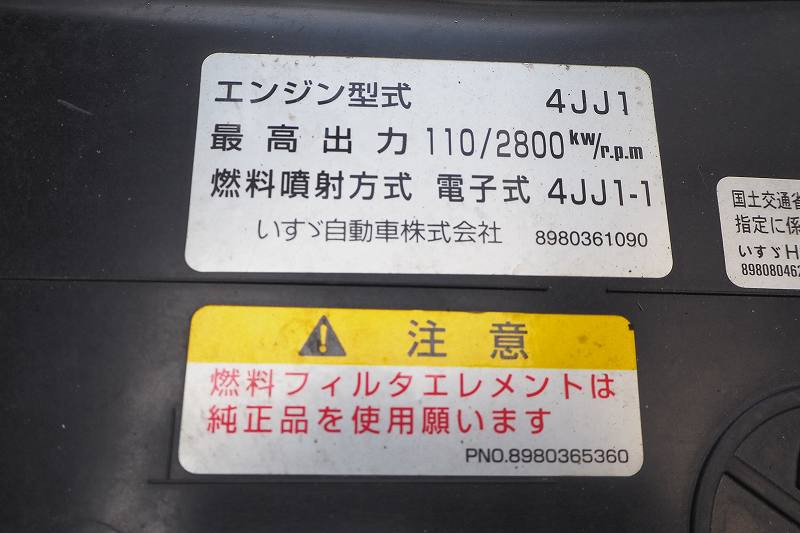 エンジン型式 4JJ1
最高出力 110/2800 kw/r.p.m
燃料噴射方式 電子式 4JJ1-1
いすゞ自動車株式会社 8980361090
国土交通省
指定に係
いすゞH
898080462
⚠ 注意
燃料フィルタエレメントは
純正品を使用願います
PNO.8980365360